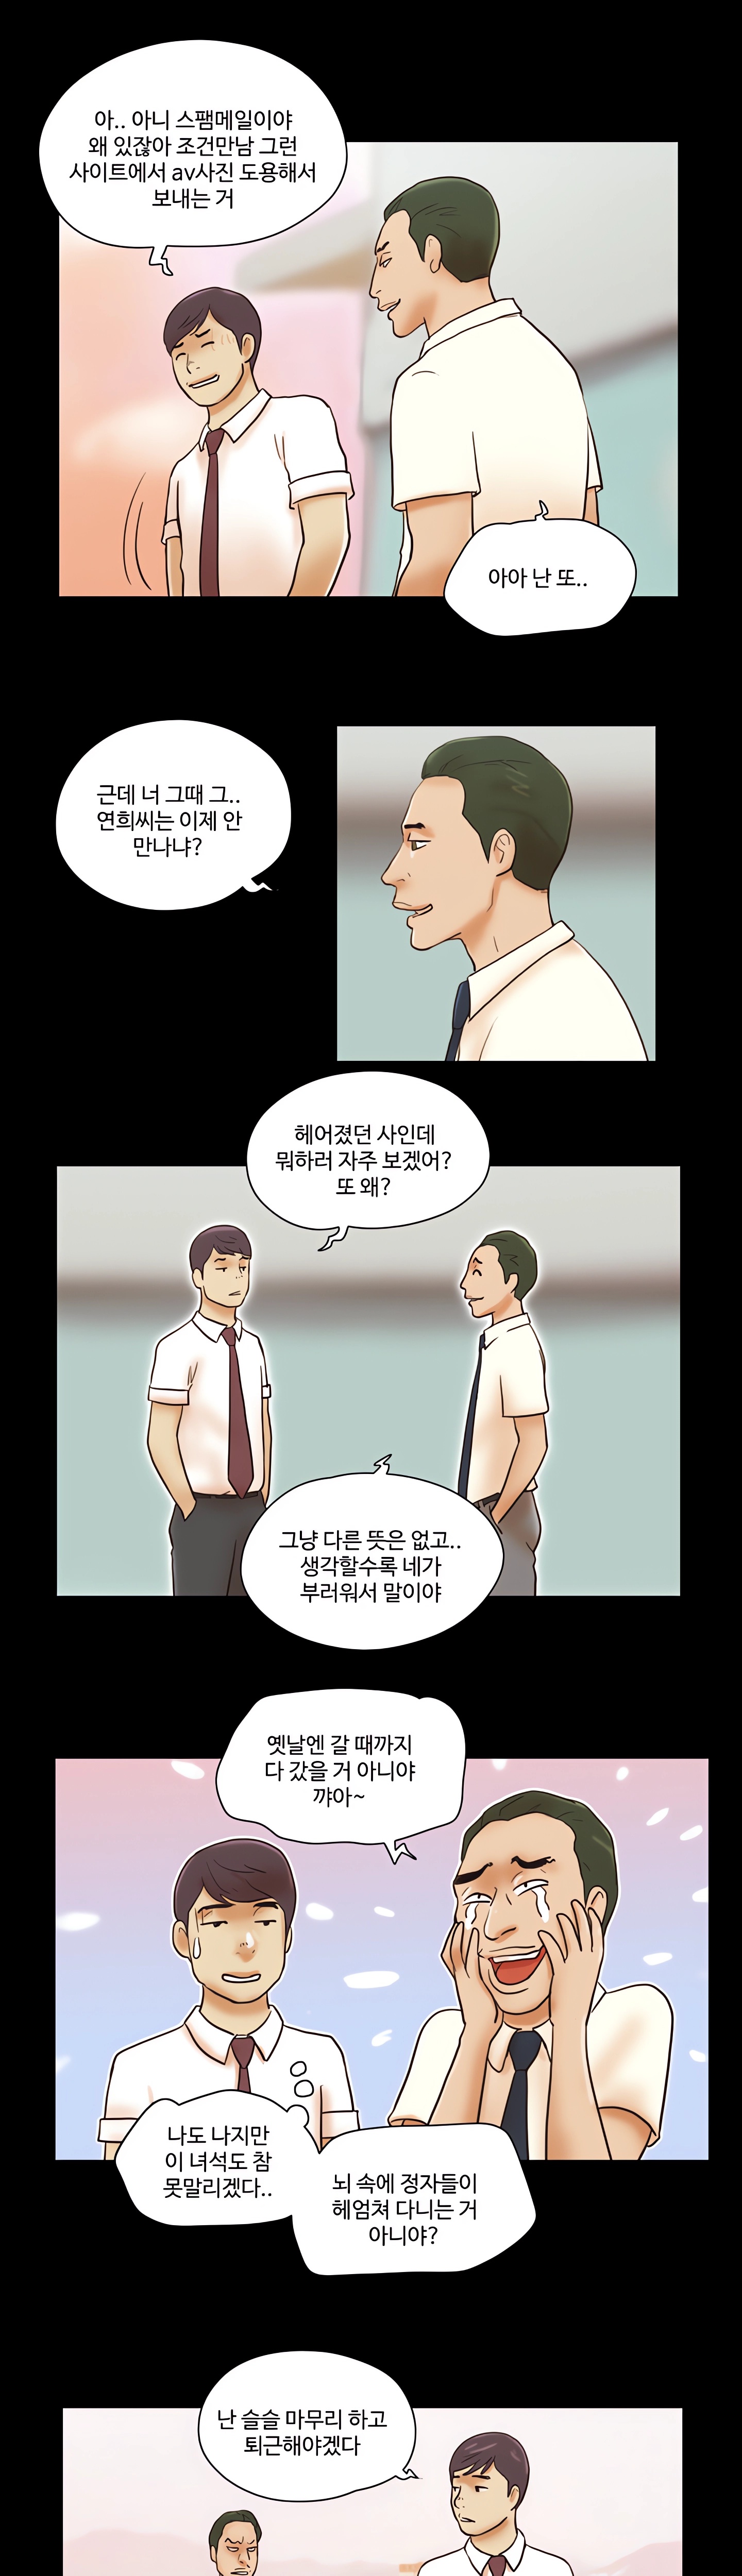 아.. 아니 스팸메일이야
왜 있잖아 조건만남 그런
사이트에서 av사진 도용해서
보내는 거
아아 난 또..
근데 너 그때 그..
연희씨는 이제 안
만나냐?
헤어졌던 사인데
뭐하러 자주 보겠어?
또 왜?
그냥 다른 뜻은 없고..
생각할수록 네가
부러워서 말이야
옛날엔 갈 때까지
다 갔을 거 아니야
꺄아~
나도 나지만
이 녀석도 참
못말리겠다..
뇌 속에 정자들이
헤엄쳐 다니는 거
아니야?
난 슬슬 마무리 하고
퇴근해야겠다